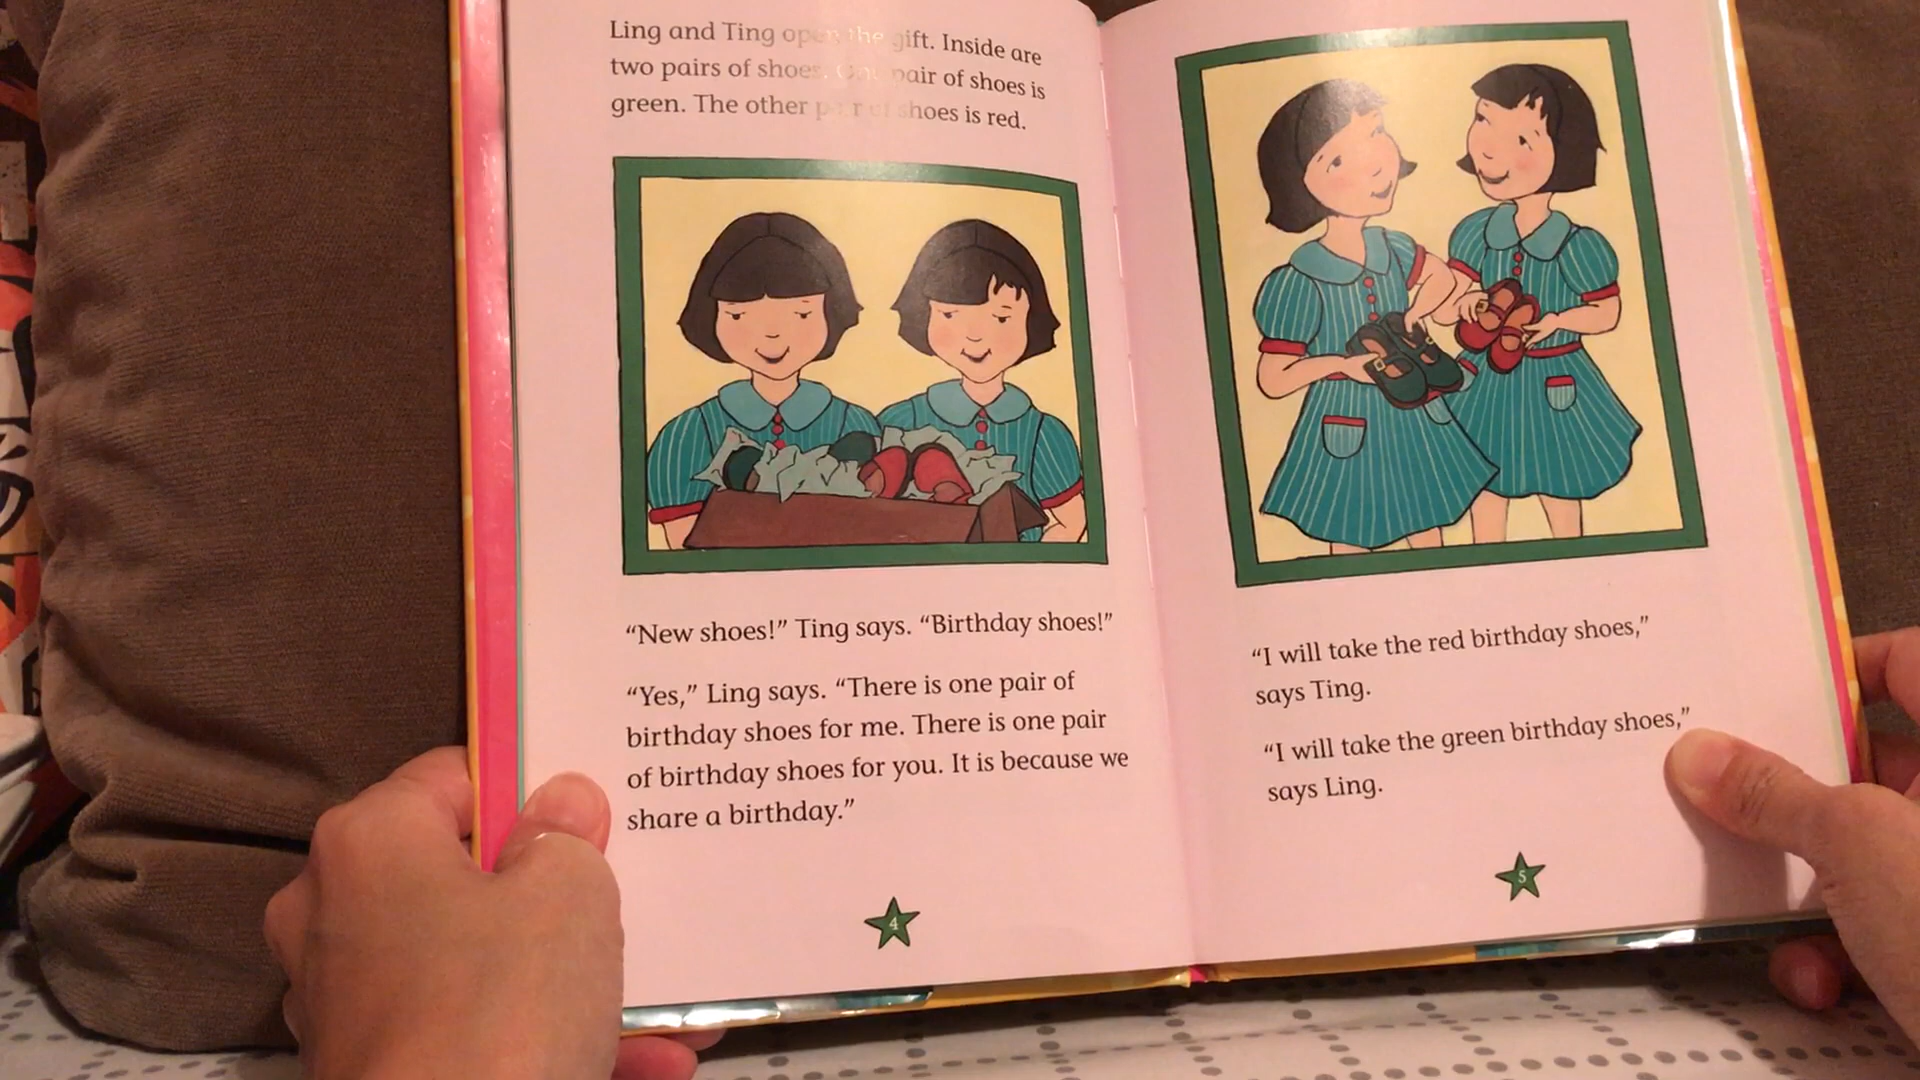 Ling and Ting open the gift. Inside are
two pairs of shoes. One pair of shoes is
green. The other pair of shoes is red.
“New shoes!” Ting says. “Birthday shoes!”
“Yes,” Ling says. “There is one pair of
birthday shoes for me. There is one pair
of birthday shoes for you. It is because we
share a birthday.”
4
“I will take the red birthday shoes,”
says Ting.
“I will take the green birthday shoes,”
says Ling.
5